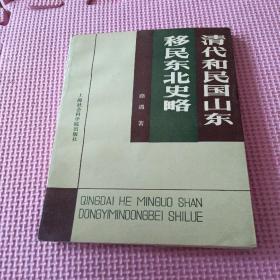 清代和民国山东
移民东北史略
路遇 著
上海社会科学院出版社
QINGDAI HE MINGUO SHAN
DONGYIMINDONGBEI SHILUE